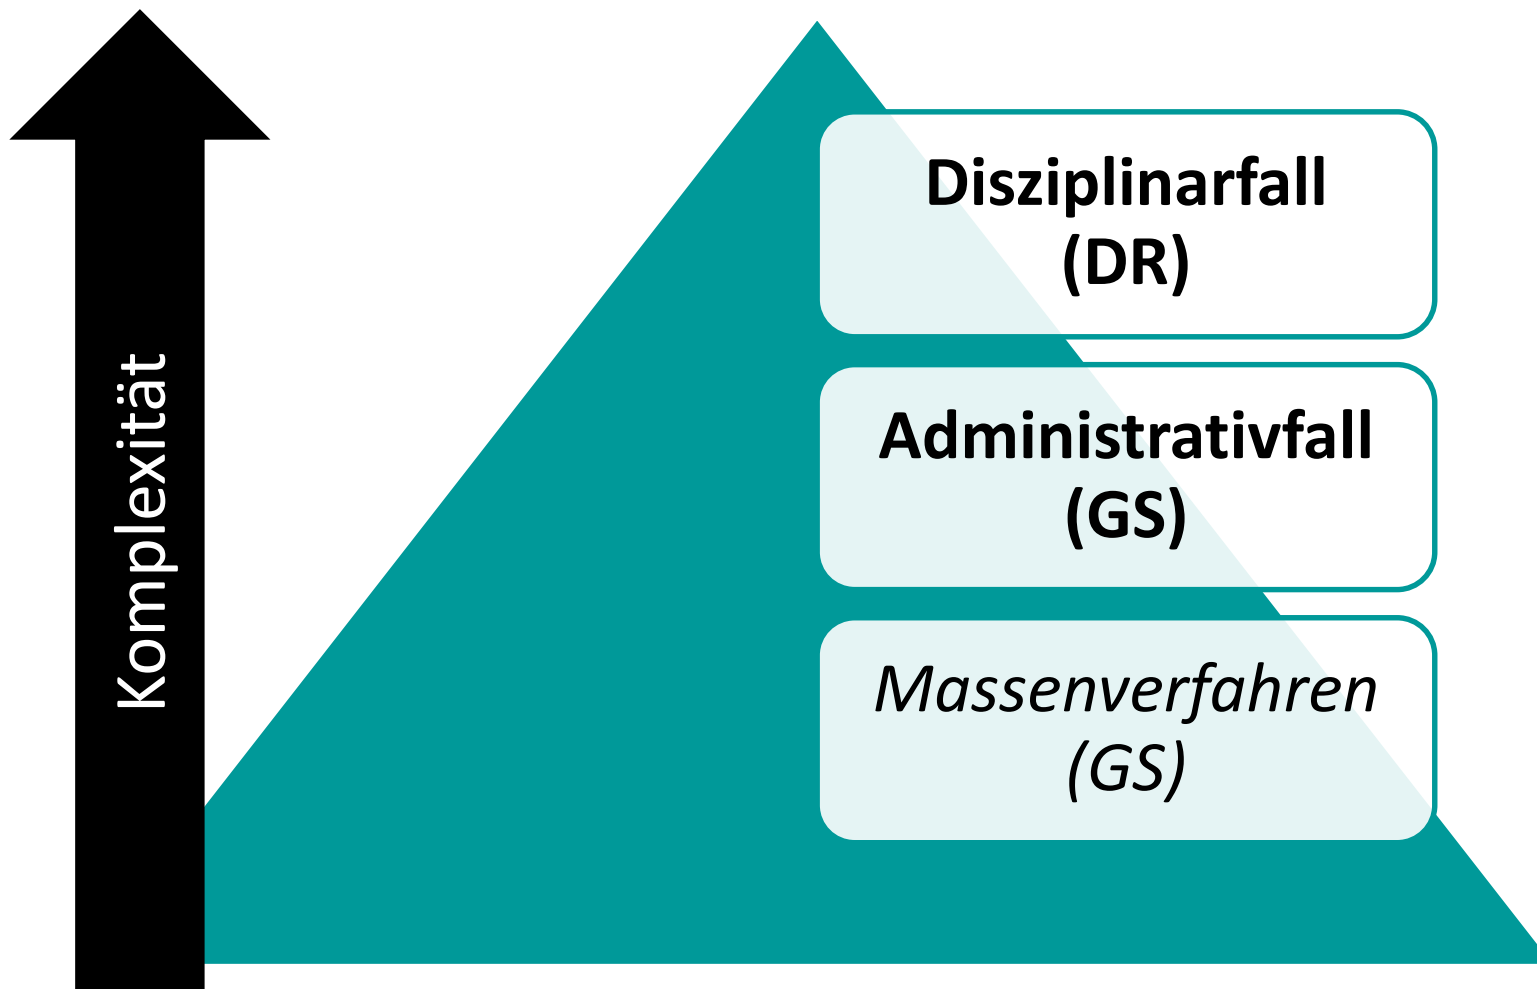 Komplexität
Disziplinarfall
(DR)
Administrativfall
(GS)
Massenverfahren
(GS)